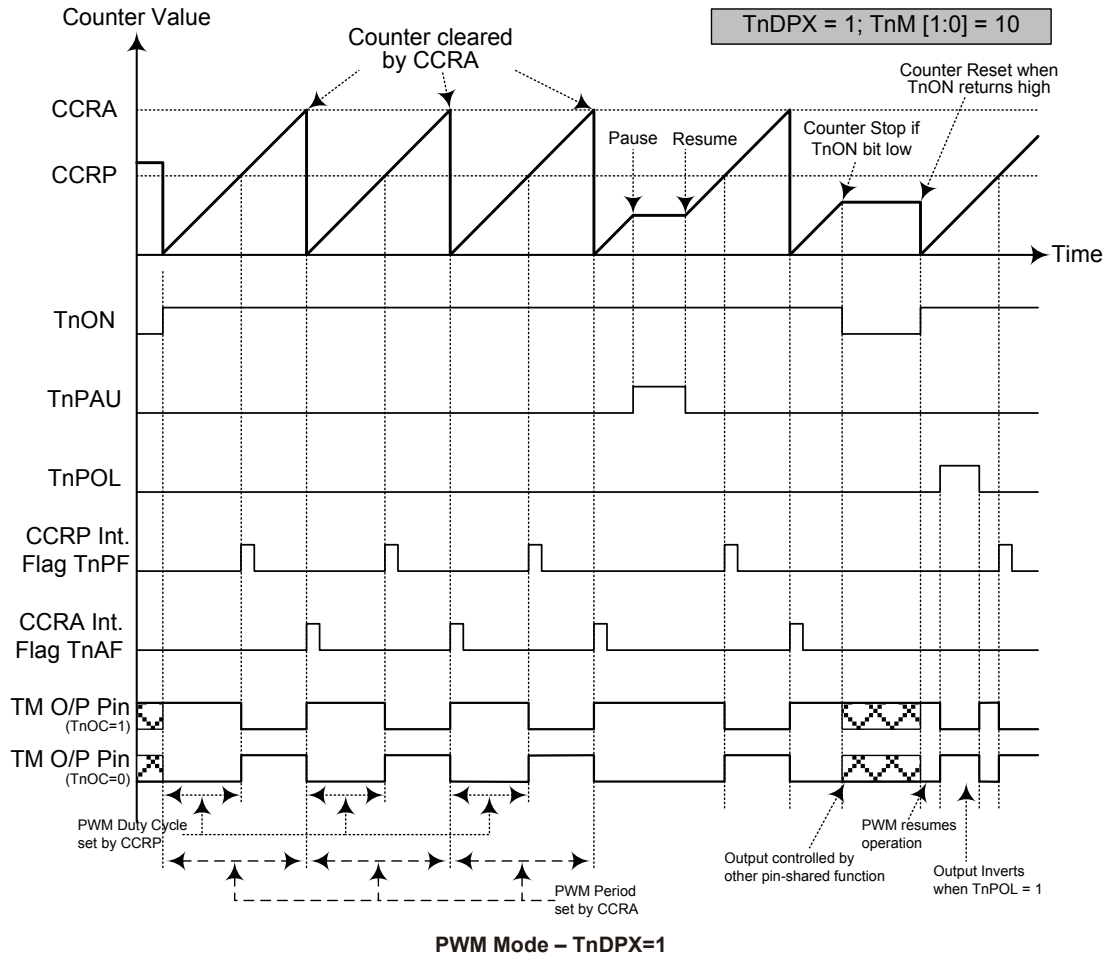 Counter Value
TnDPX = 1; TnM [1:0] = 10
Counter cleared
by CCRA
Counter Reset when
TnON returns high
CCRA
Pause
Resume
Counter Stop if
TnON bit low
CCRP
Time
TnON
TnPAU
TnPOL
CCRP Int.
Flag TnPF
CCRA Int.
Flag TnAF
TM O/P Pin
(TnOC=1)
TM O/P Pin
(TnOC=0)
PWM Duty Cycle
set by CCRP
PWM resumes
operation
Output controlled by
other pin-shared function
Output Inverts
when TnPOL = 1
PWM Period
set by CCRA
PWM Mode – TnDPX=1